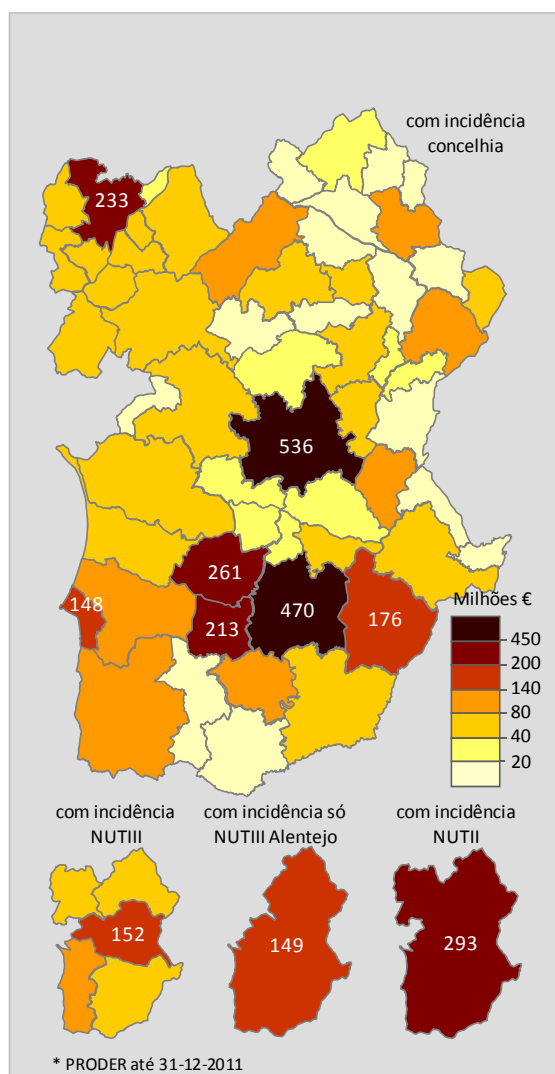 com incidência
concelhia
233
536
261
148
470
213
176
Milhões €
450
200
140
80
40
20
com incidência
NUTIII
com incidência só
NUTIII Alentejo
com incidência
NUTII
152
149
293
* PRODER até 31-12-2011